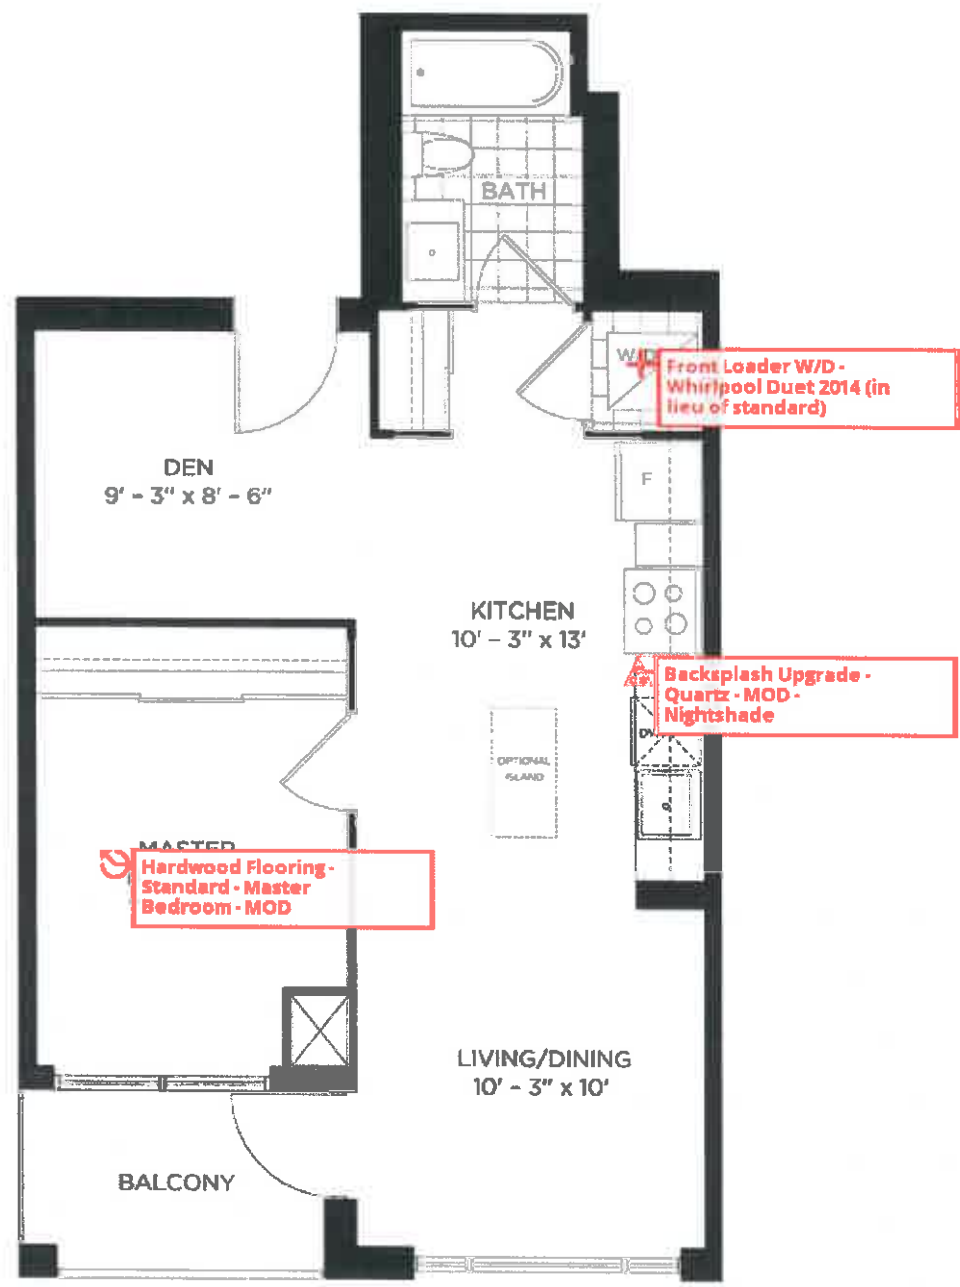 BATH
W/D
Front Loader W/D -
Whirlpool Duet 2014 (in
lieu of standard)
DEN
9' - 3" x 8' - 6"
F
KITCHEN
10' - 3" x 13'
Backsplash Upgrade -
Quartz - MOD -
Nightshade
OPTIONAL
ISLAND
MASTER
Hardwood Flooring -
Standard - Master
Bedroom - MOD
LIVING/DINING
10' - 3" x 10'
BALCONY